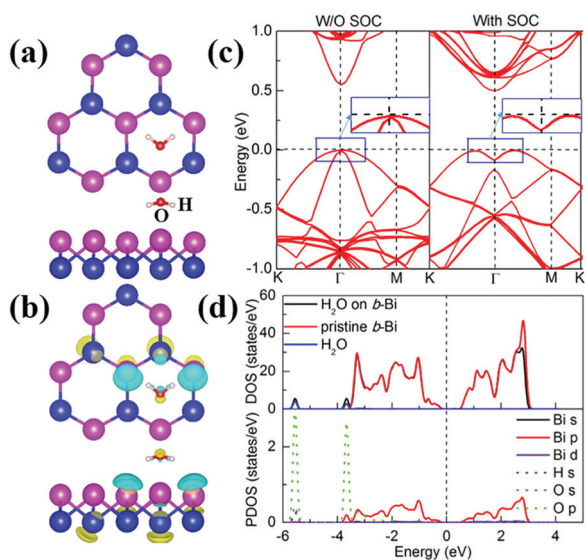 (a)
H
O
(b)
(c)
W/O SOC
With SOC
Energy (eV)
1.0
0.5
0.0
-0.5
-1.0
K
Γ
M
K
Γ
M
K
(d)
DOS (states/eV)
60
40
20
0
H₂O on b-Bi
pristine b-Bi
H₂O
PDOS (states/eV)
2
0
Bi s
Bi p
Bi d
H s
O s
O p
-6
-4
-2
0
2
4
6
Energy (eV)